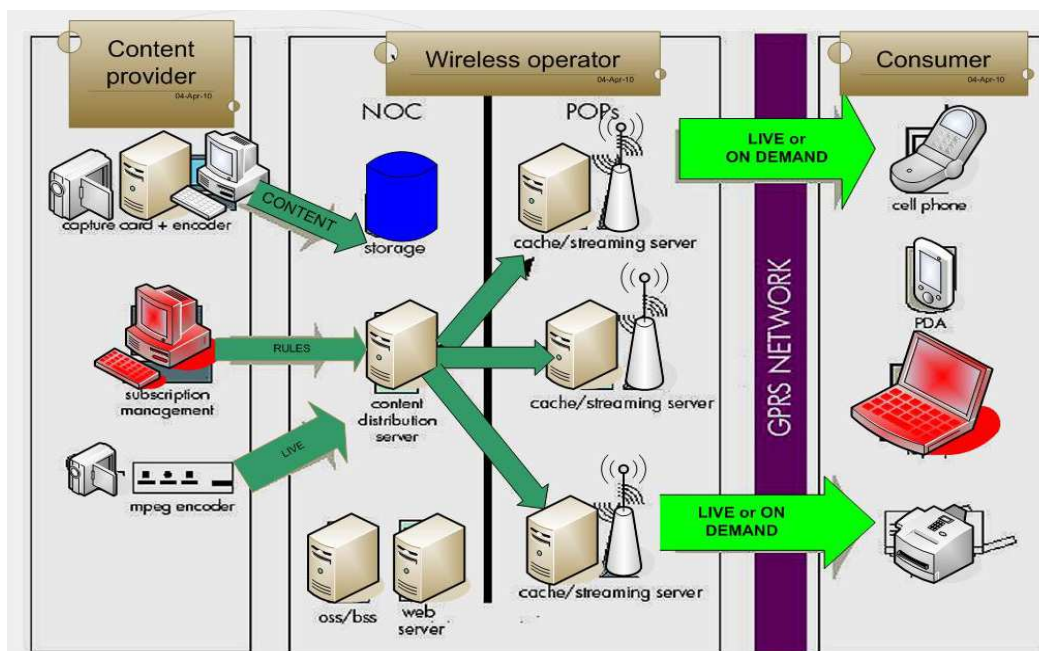 Content
provider
04-Apr-10
Wireless operator
04-Apr-10
Consumer
04-Apr-10
NOC
POPs
capture card + encoder
CONTENT
storage
cache/streaming server
LIVE or
ON DEMAND
cell phone
PDA
subscription
management
RULES
content
distribution
server
cache/streaming server
GPRS NETWORK
mpeg encoder
LIVE
oss/bss
web
server
cache/streaming server
LIVE or ON
DEMAND